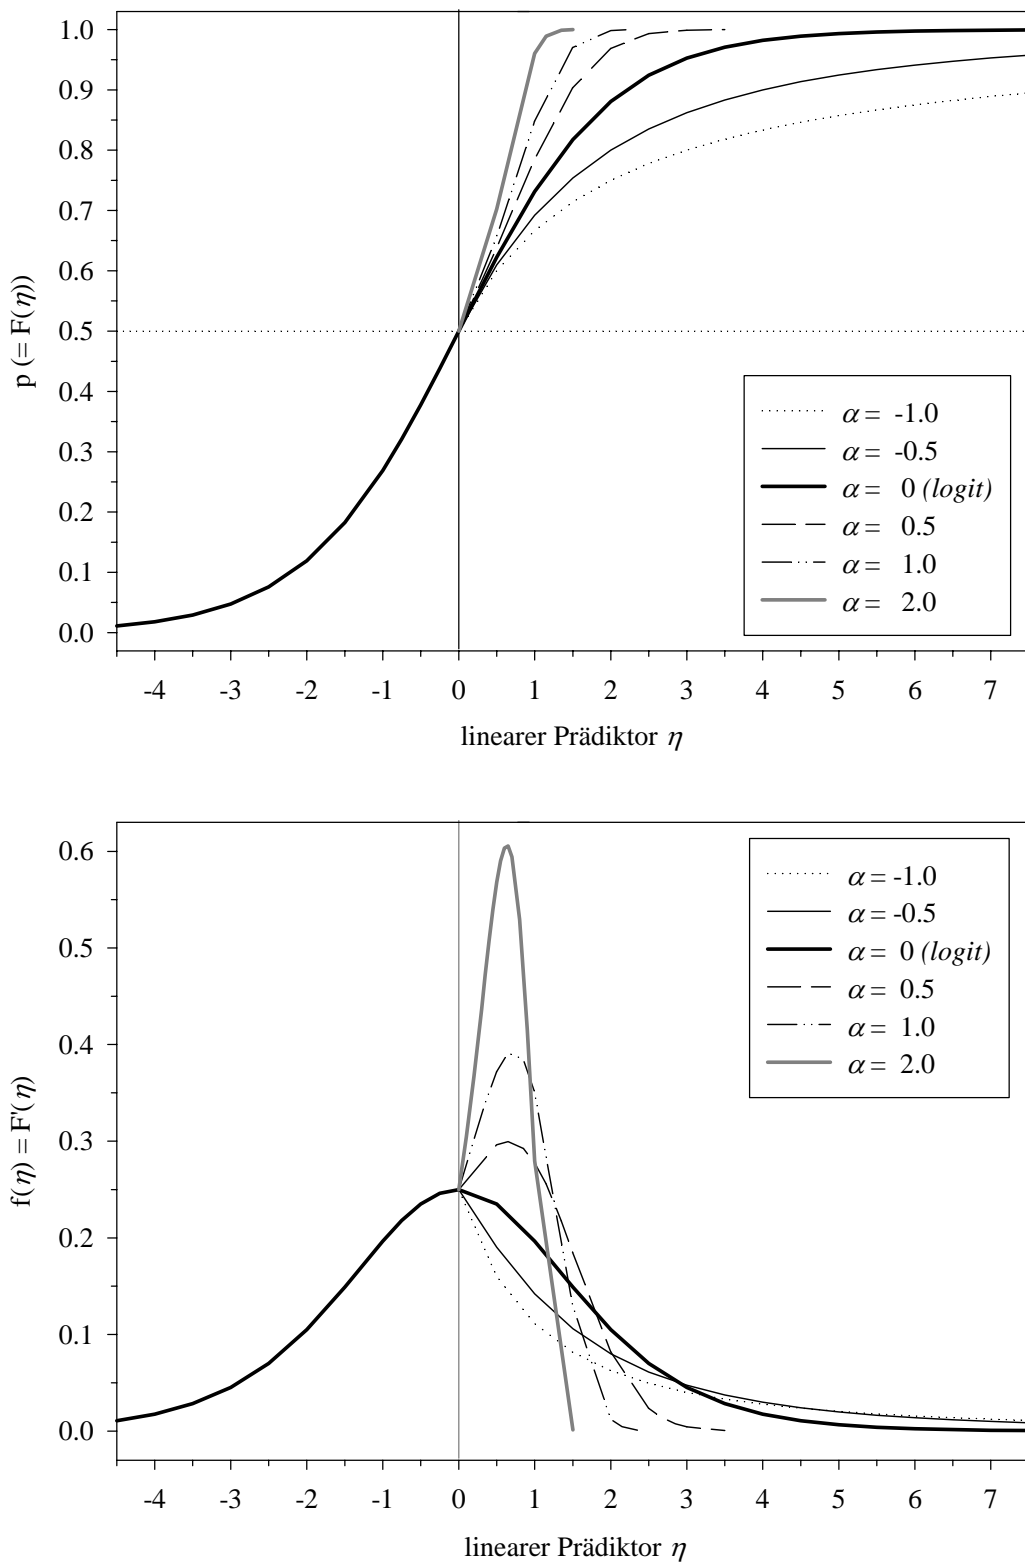 1.0
0.9
0.8
0.7
0.6
0.5
0.4
0.3
0.2
0.1
0.0
p (= F(η))
α = -1.0
α = -0.5
α = 0 (logit)
α = 0.5
α = 1.0
α = 2.0
-4 -3 -2 -1 0 1 2 3 4 5 6 7
linearer Prädiktor η
0.6
0.5
0.4
0.3
0.2
0.1
0.0
f(η) = F'(η)
α = -1.0
α = -0.5
α = 0 (logit)
α = 0.5
α = 1.0
α = 2.0
-4 -3 -2 -1 0 1 2 3 4 5 6 7
linearer Prädiktor η